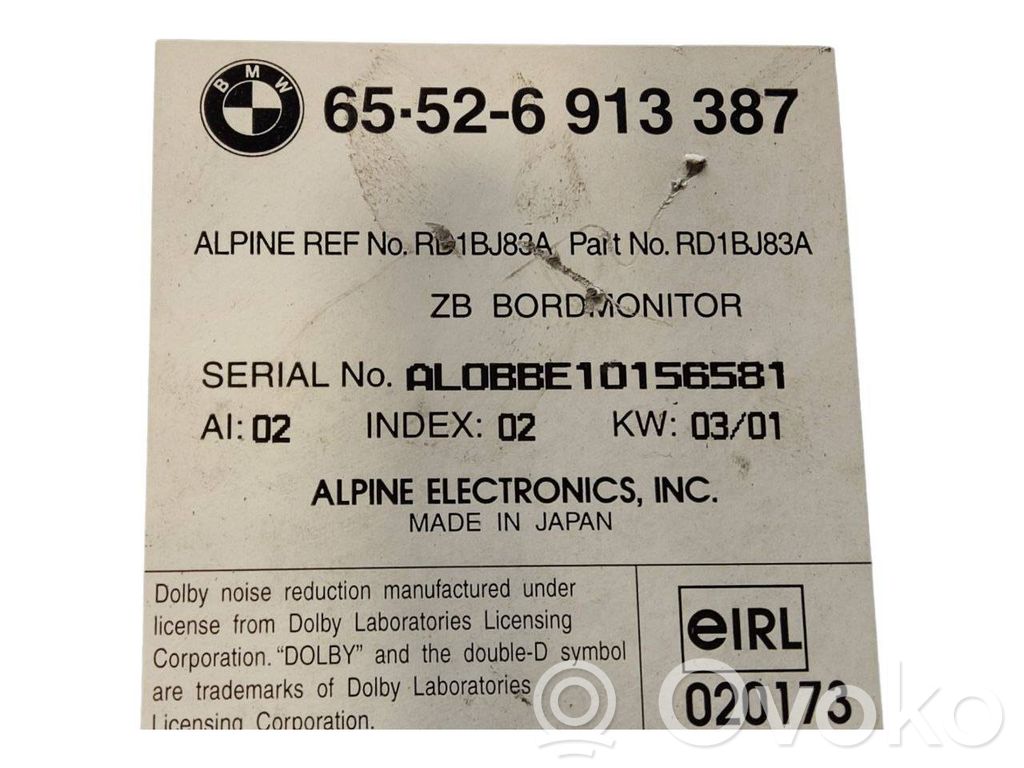 BMW
65-52-6 913 387
ALPINE REF No. RD1BJ83A Part No. RD1BJ83A
ZB BORDMONITOR
SERIAL No. AL0BBE10156581
AI: 02 INDEX: 02 KW: 03/01
ALPINE ELECTRONICS, INC.
MADE IN JAPAN
Dolby noise reduction manufactured under
license from Dolby Laboratories Licensing
Corporation. "DOLBY" and the double-D symbol
are trademarks of Dolby Laboratories
Licensing Corporation.
eIRL
020173
Ovoko